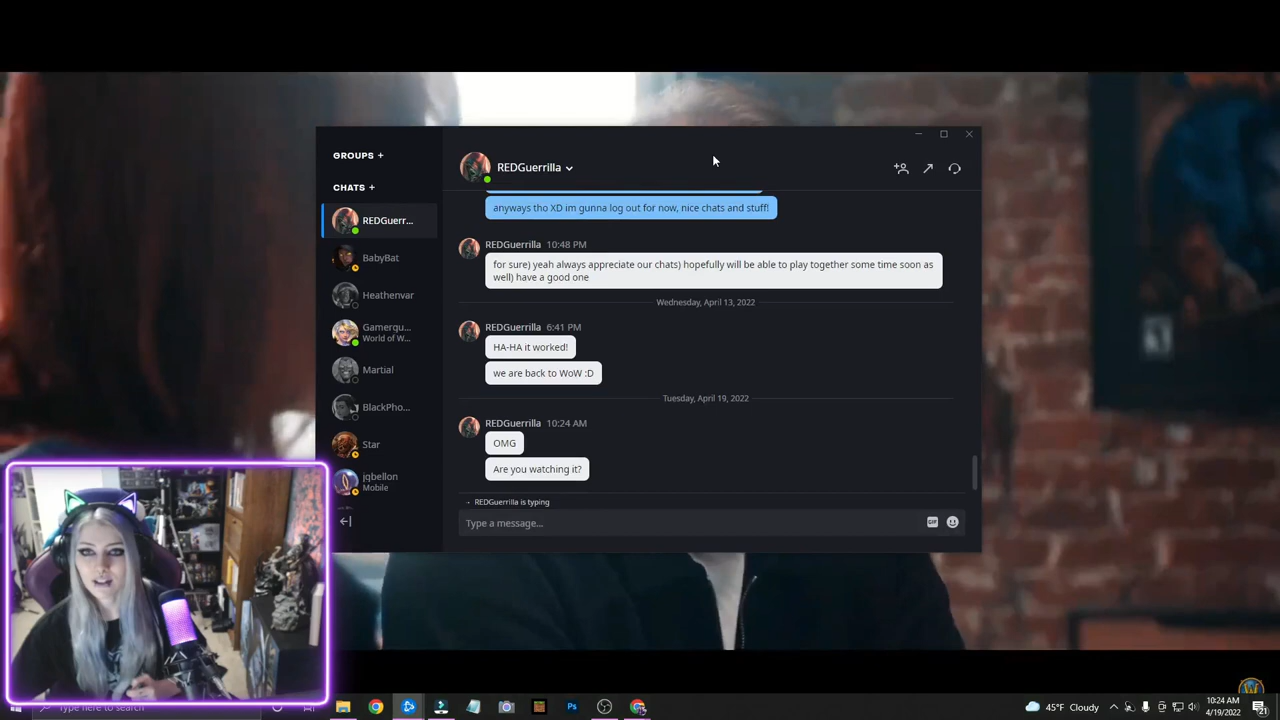 GROUPS +
CHATS +
REDGuerr...
BabyBat
Heathenvar
Gamergu...
World of W...
Martial
BlackPho...
Star
jgbellon
Mobile
REDGuerrilla
anyways tho XD im gunna log out for now, nice chats and stuff!
REDGuerrilla 10:48 PM
for sure) yeah always appreciate our chats) hopefully will be able to play together some time soon as
well) have a good one
Wednesday, April 13, 2022
REDGuerrilla 6:41 PM
HA-HA it worked!
we are back to WoW :D
Tuesday, April 19, 2022
REDGuerrilla 10:24 AM
OMG
Are you watching it?
REDGuerrilla is typing
Type a message...
GIF
Type here to search
Ps
45°F Cloudy
10:24 AM
4/19/2022
21